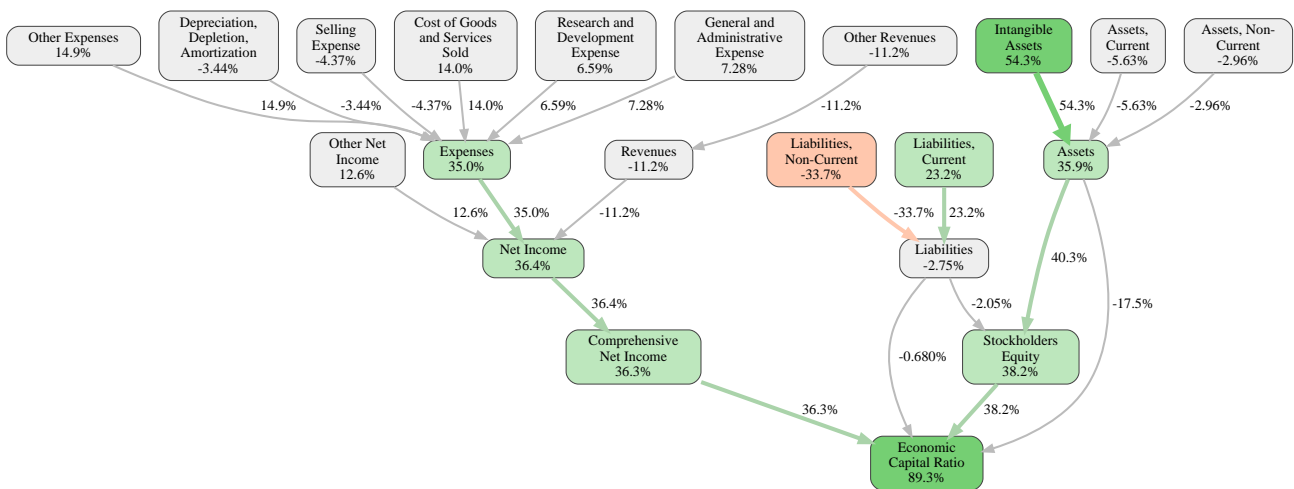 Other Expenses
14.9%
Depreciation,
Depletion,
Amortization
-3.44%
Selling
Expense
-4.37%
Cost of Goods
and Services
Sold
14.0%
Research and
Development
Expense
6.59%
General and
Administrative
Expense
7.28%
Other Revenues
-11.2%
Intangible
Assets
54.3%
Assets,
Current
-5.63%
Assets, Non-
Current
-2.96%
14.9%
-3.44%
-4.37%
14.0%
6.59%
7.28%
-11.2%
54.3%
-5.63%
-2.96%
Other Net
Income
12.6%
Expenses
35.0%
Revenues
-11.2%
Liabilities,
Non-Current
-33.7%
Liabilities,
Current
23.2%
Assets
35.9%
12.6%
35.0%
-11.2%
-33.7%
23.2%
Net Income
36.4%
Liabilities
-2.75%
40.3%
36.4%
-2.05%
-17.5%
Comprehensive
Net Income
36.3%
-0.680%
Stockholders
Equity
38.2%
36.3%
38.2%
Economic
Capital Ratio
89.3%